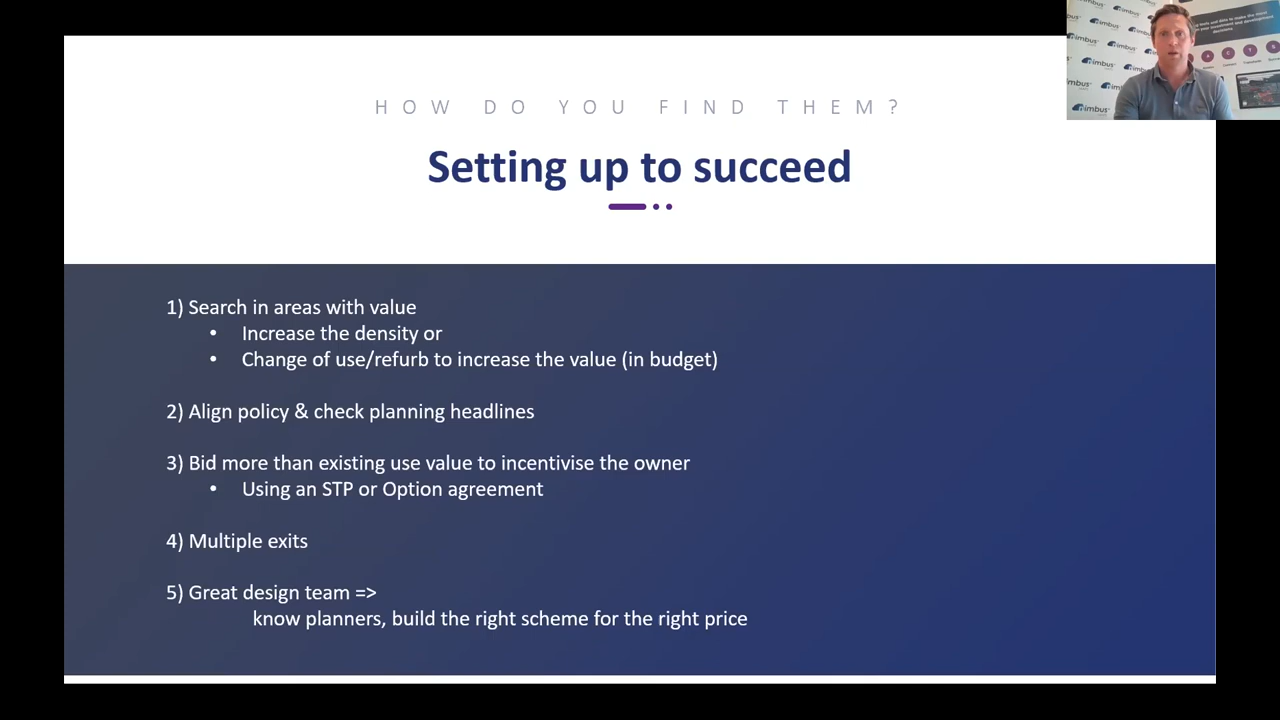 HOW DO YOU FIND THEM?
Setting up to succeed
1) Search in areas with value
• Increase the density or
• Change of use/refurb to increase the value (in budget)
2) Align policy & check planning headlines
3) Bid more than existing use value to incentivise the owner
• Using an STP or Option agreement
4) Multiple exits
5) Great design team =>
know planners, build the right scheme for the right price
nimbus